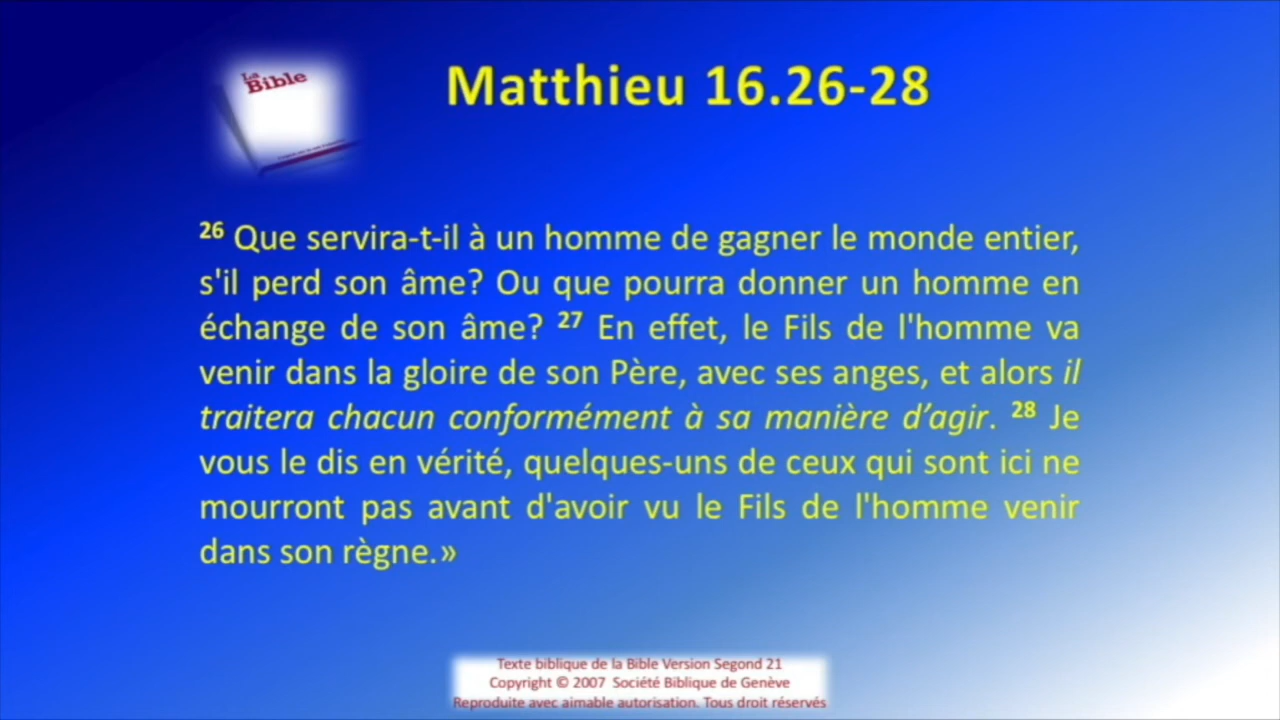 La
Bible
Matthieu 16.26-28
26 Que servira-t-il à un homme de gagner le monde entier,
s'il perd son âme? Ou que pourra donner un homme en
échange de son âme? 27 En effet, le Fils de l'homme va
venir dans la gloire de son Père, avec ses anges, et alors il
traitera chacun conformément à sa manière d’agir. 28 Je
vous le dis en vérité, quelques-uns de ceux qui sont ici ne
mourront pas avant d'avoir vu le Fils de l'homme venir
dans son règne.»
Texte biblique de la Bible Version Segond 21
Copyright © 2007 Société Biblique de Genève
Reproduite avec aimable autorisation. Tous droit réservés